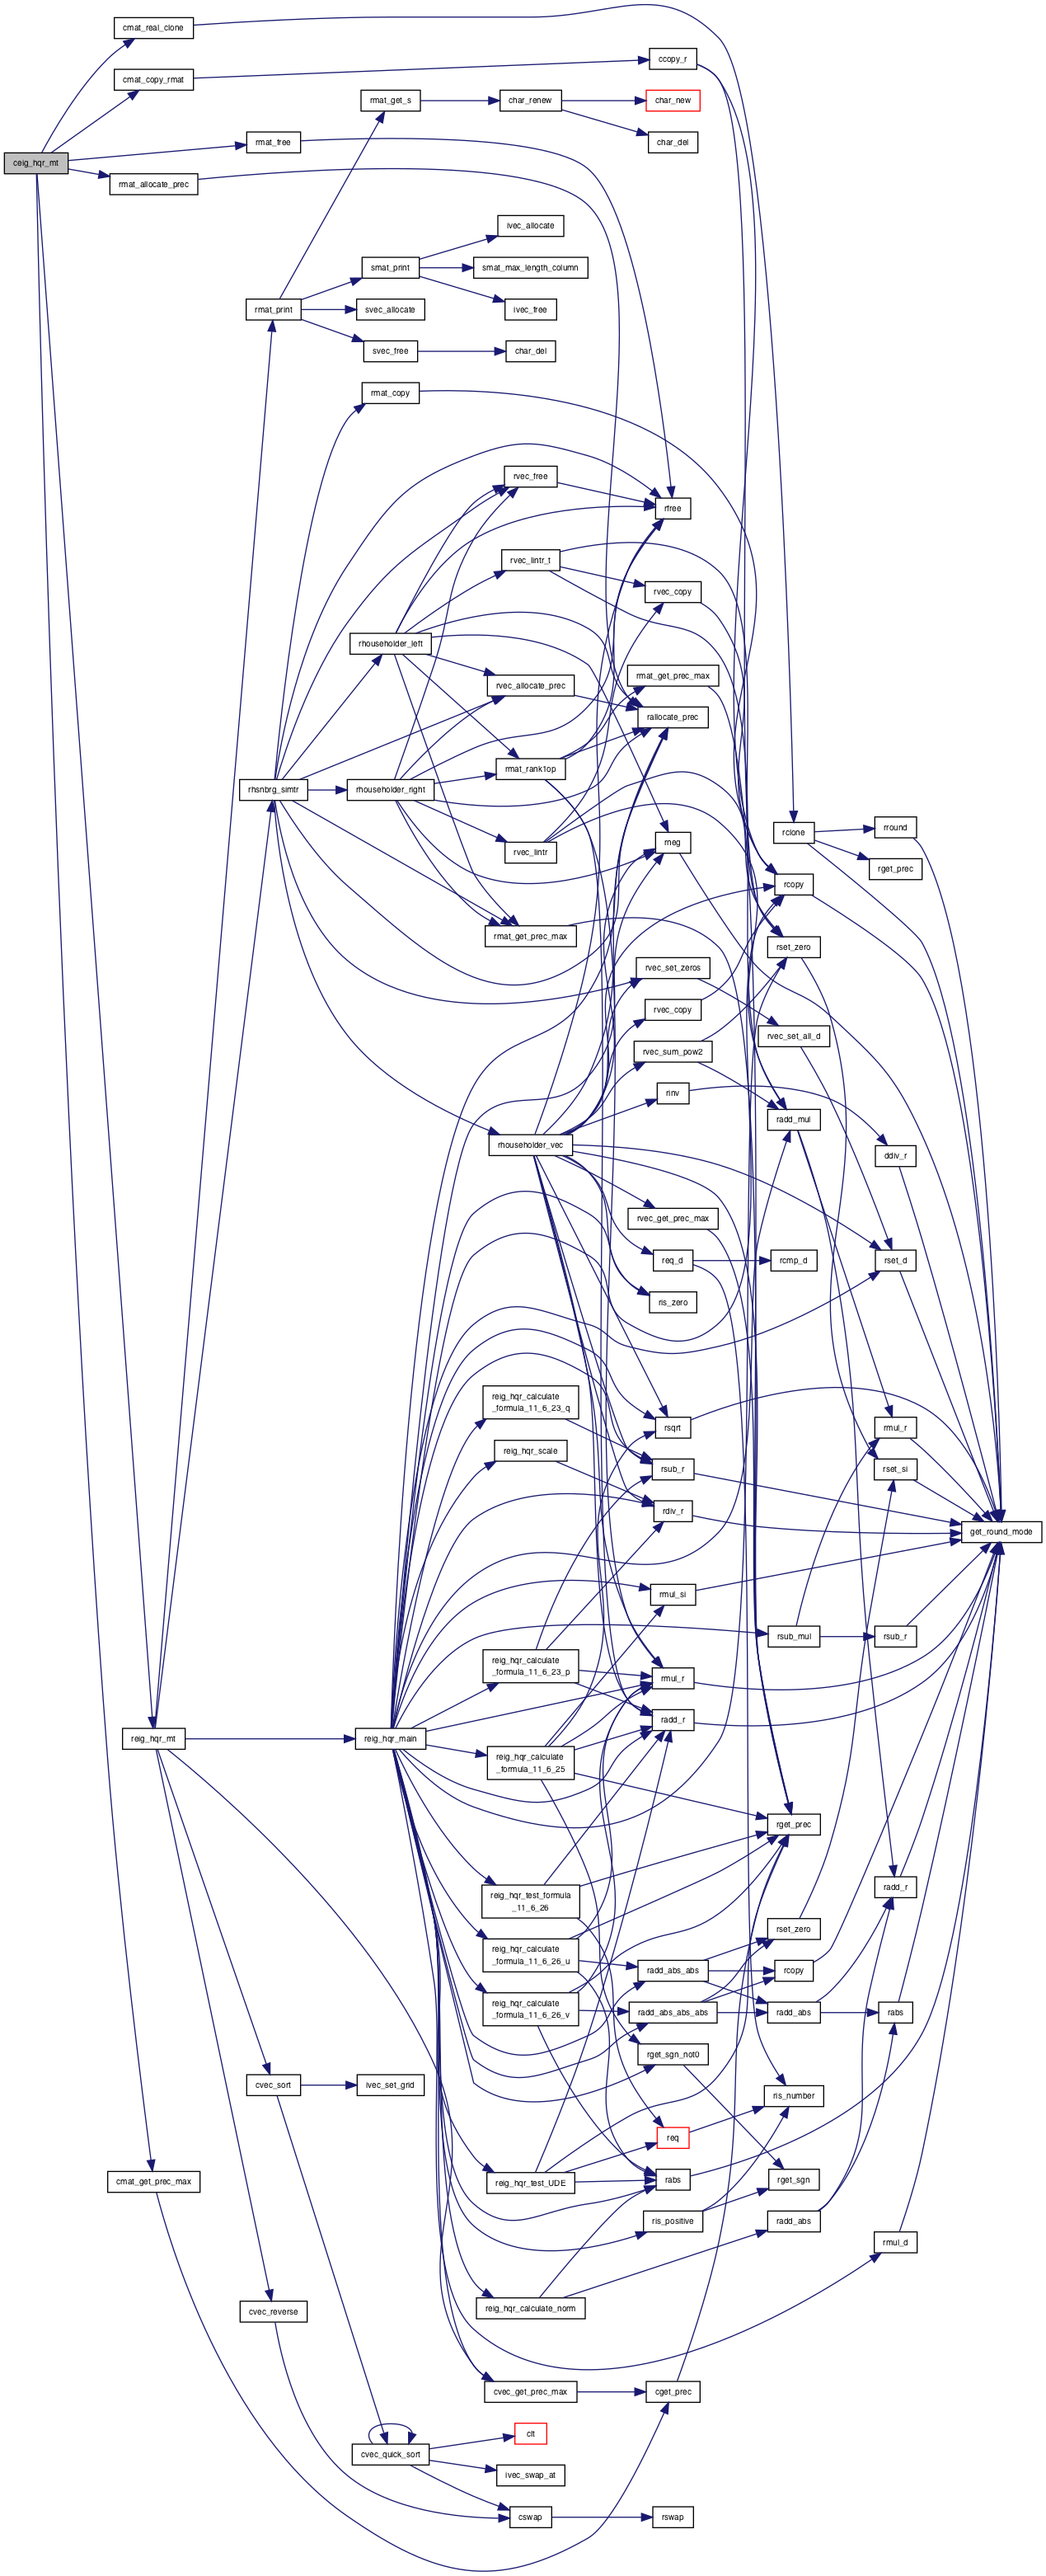 cmat_real_clone
ccopy_r
cmat_copy_rmat
rmat_get_s
char_renew
char_new
char_del
rmat_free
ceig_hqr_mt
rmat_allocate_prec
ivec_allocate
smat_print
smat_max_length_column
rmat_print
svec_allocate
ivec_free
svec_free
char_del
rmat_copy
rvec_free
rfree
rvec_lintr_t
rvec_copy
rhouseholder_left
rmat_get_prec_max
rvec_allocate_prec
rallocate_prec
rmat_rank1op
rhsnbrg_simtr
rhouseholder_right
rround
rclone
rneg
rvec_lintr
rget_prec
rcopy
rmat_get_prec_max
rset_zero
rvec_set_zeros
rvec_copy
rvec_set_all_d
rvec_sum_pow2
rinv
radd_mul
rhouseholder_vec
ddiv_r
rvec_get_prec_max
req_d
rcmp_d
rset_d
ris_zero
reig_hqr_calculate
_formula_11_6_23_q
rsqrt
rmul_r
reig_hqr_scale
rsub_r
rset_si
rdiv_r
get_round_mode
rmul_si
rsub_mul
rsub_r
reig_hqr_calculate
_formula_11_6_23_p
rmul_r
radd_r
reig_hqr_mt
reig_hqr_main
reig_hqr_calculate
_formula_11_6_25
rget_prec
radd_r
reig_hqr_test_formula
_11_6_26
rset_zero
reig_hqr_calculate
_formula_11_6_26_u
radd_abs_abs
rcopy
reig_hqr_calculate
_formula_11_6_26_v
radd_abs_abs_abs
radd_abs
rabs
rget_sgn_not0
cvec_sort
ivec_set_grid
ris_number
req
cmat_get_prec_max
reig_hqr_test_UDE
rabs
rget_sgn
ris_positive
radd_abs
rmul_d
cvec_reverse
reig_hqr_calculate_norm
cvec_get_prec_max
cget_prec
clt
cvec_quick_sort
ivec_swap_at
cswap
rswap